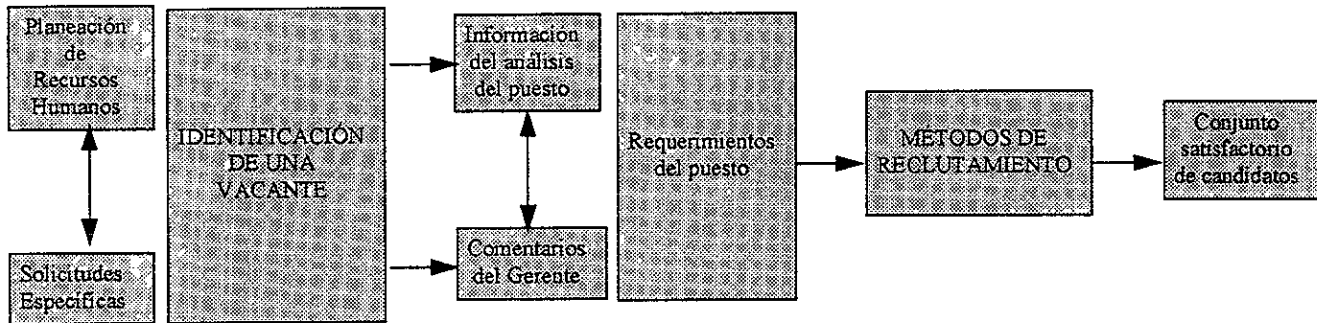 Planeación
de
Recursos
Humanos
Solicitudes
Específicas
IDENTIFICACIÓN
DE UNA
VACANTE
Información
del análisis
del puesto
Comentarios
del Gerente
Requerimientos
del puesto
MÉTODOS DE
RECLUTAMIENTO
Conjunto
satisfactorio
de candidatos